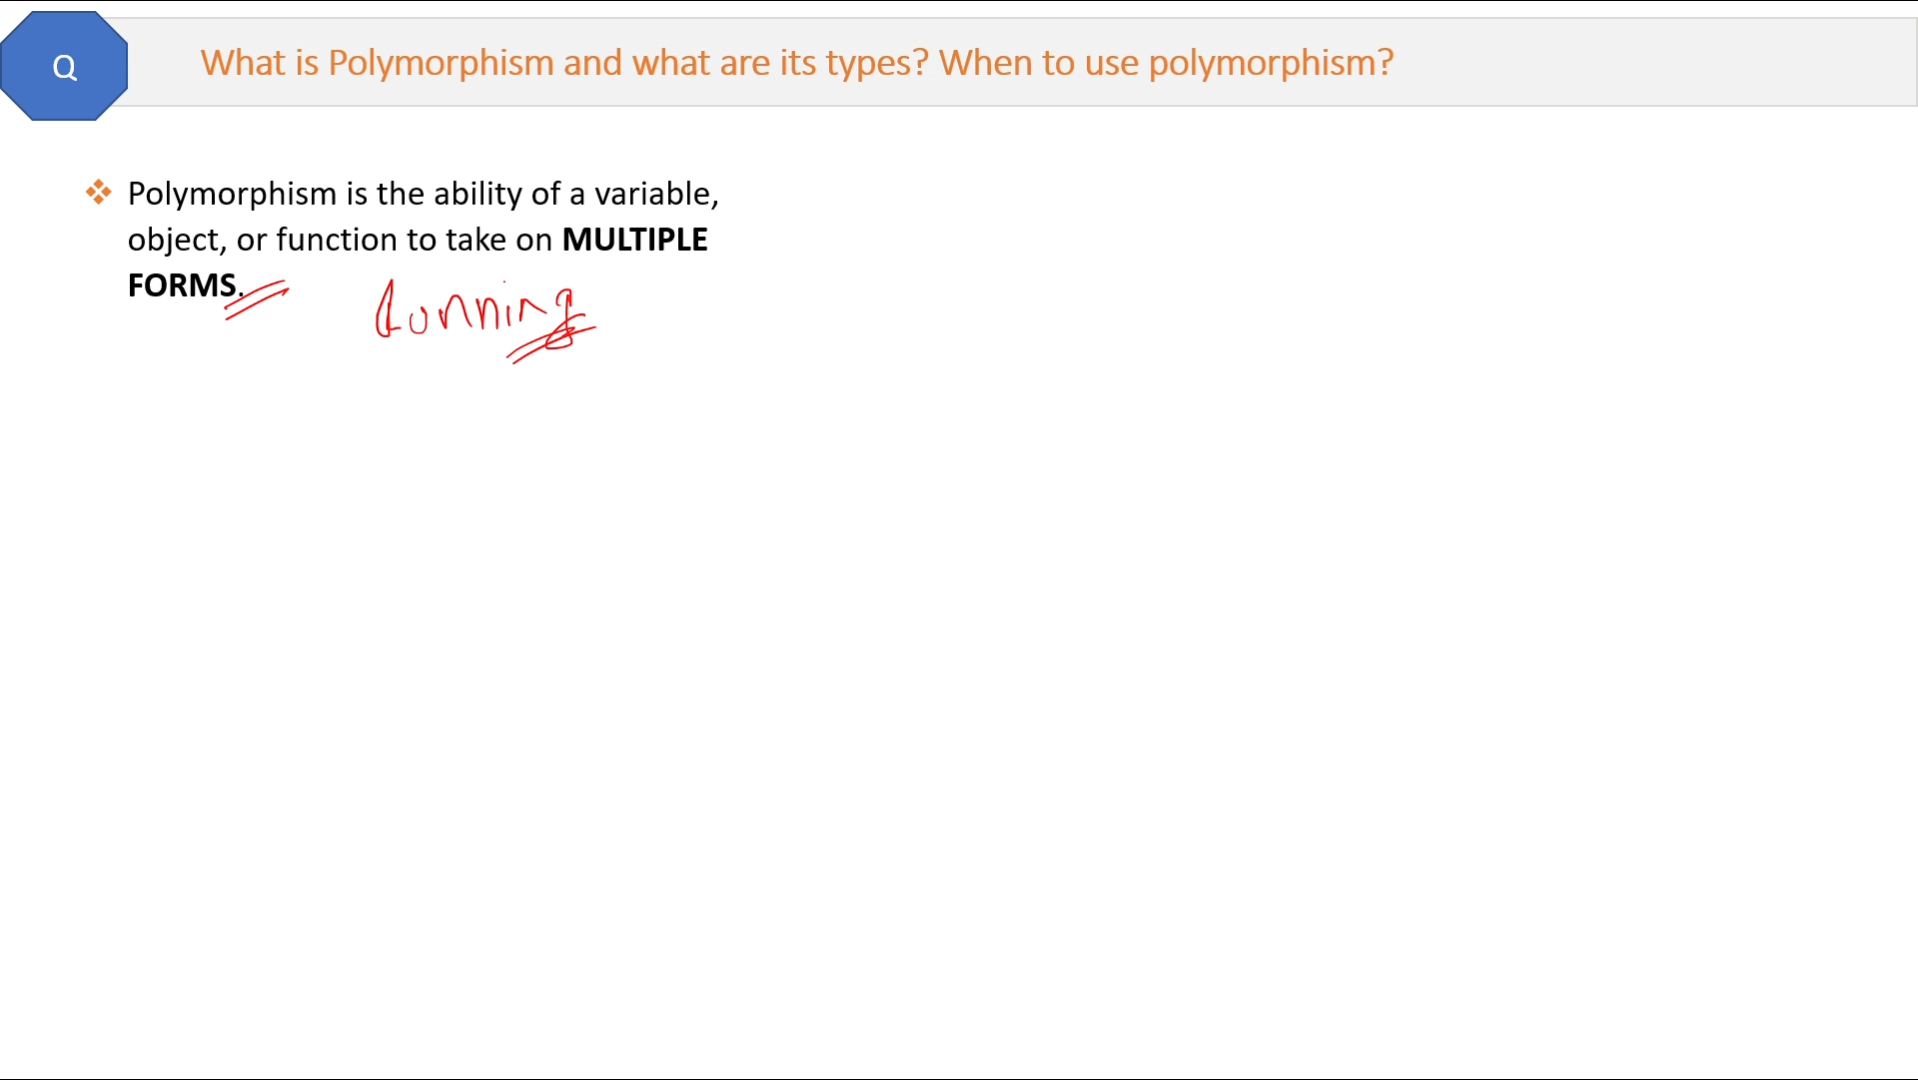 Q
What is Polymorphism and what are its types? When to use polymorphism?
Polymorphism is the ability of a variable,
object, or function to take on MULTIPLE
FORMS.
Running